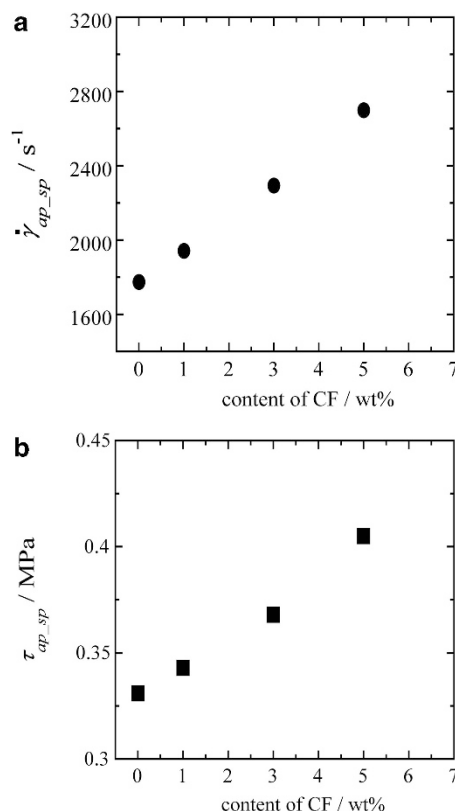 a
3200
2800
2400
2000
1600
γ̇ap_sp / s-1
0 1 2 3 4 5 6 7
content of CF / wt%
b
0.45
0.4
0.35
0.3
τap_sp / MPa
0 1 2 3 4 5 6 7
content of CF / wt%